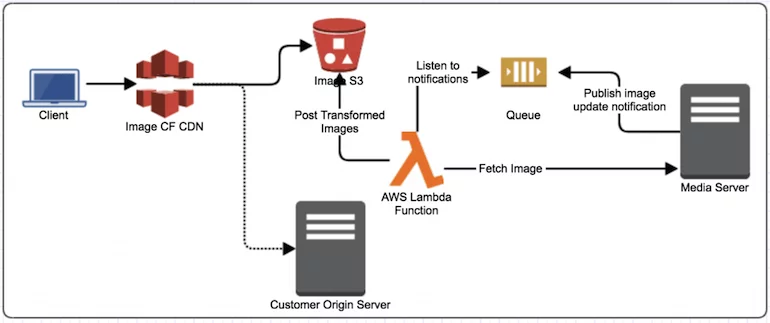 Client
Image CF CDN
Image S3
Post Transformed
Images
Listen to
notifications
AWS Lambda
Function
Queue
Publish image
update notification
Fetch Image
Media Server
Customer Origin Server